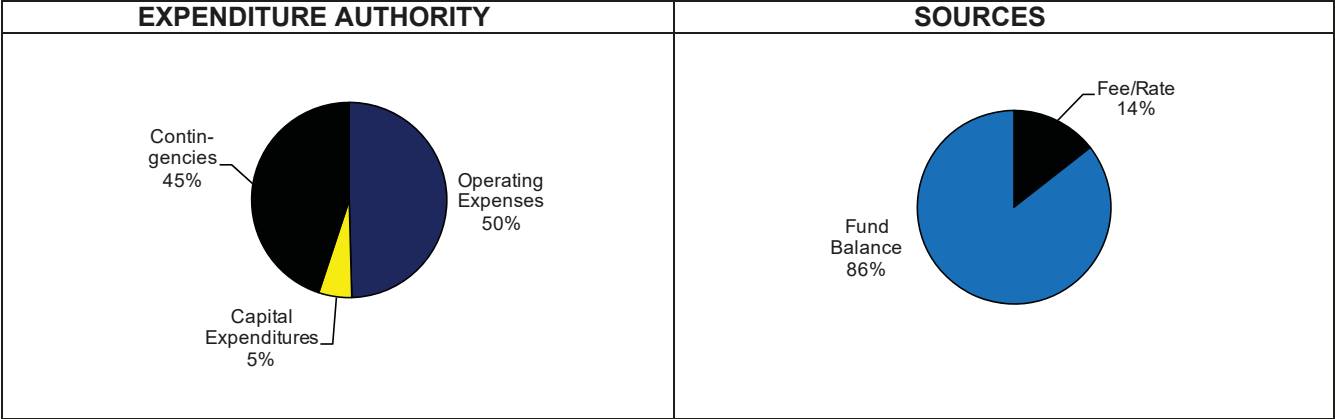 EXPENDITURE AUTHORITY
Contin-
gencies
45%
Operating
Expenses
50%
Capital
Expenditures
5%
SOURCES
Fee/Rate
14%
Fund
Balance
86%